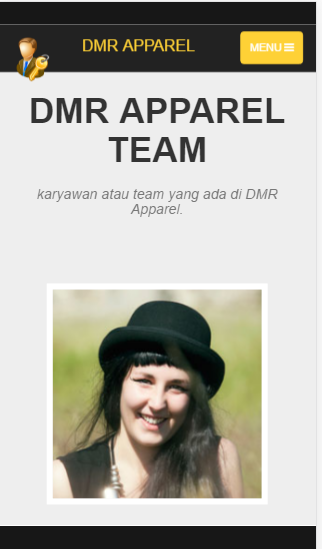 DMR APPAREL
MENU
DMR APPAREL
TEAM
karyawan atau team yang ada di DMR
Apparel.